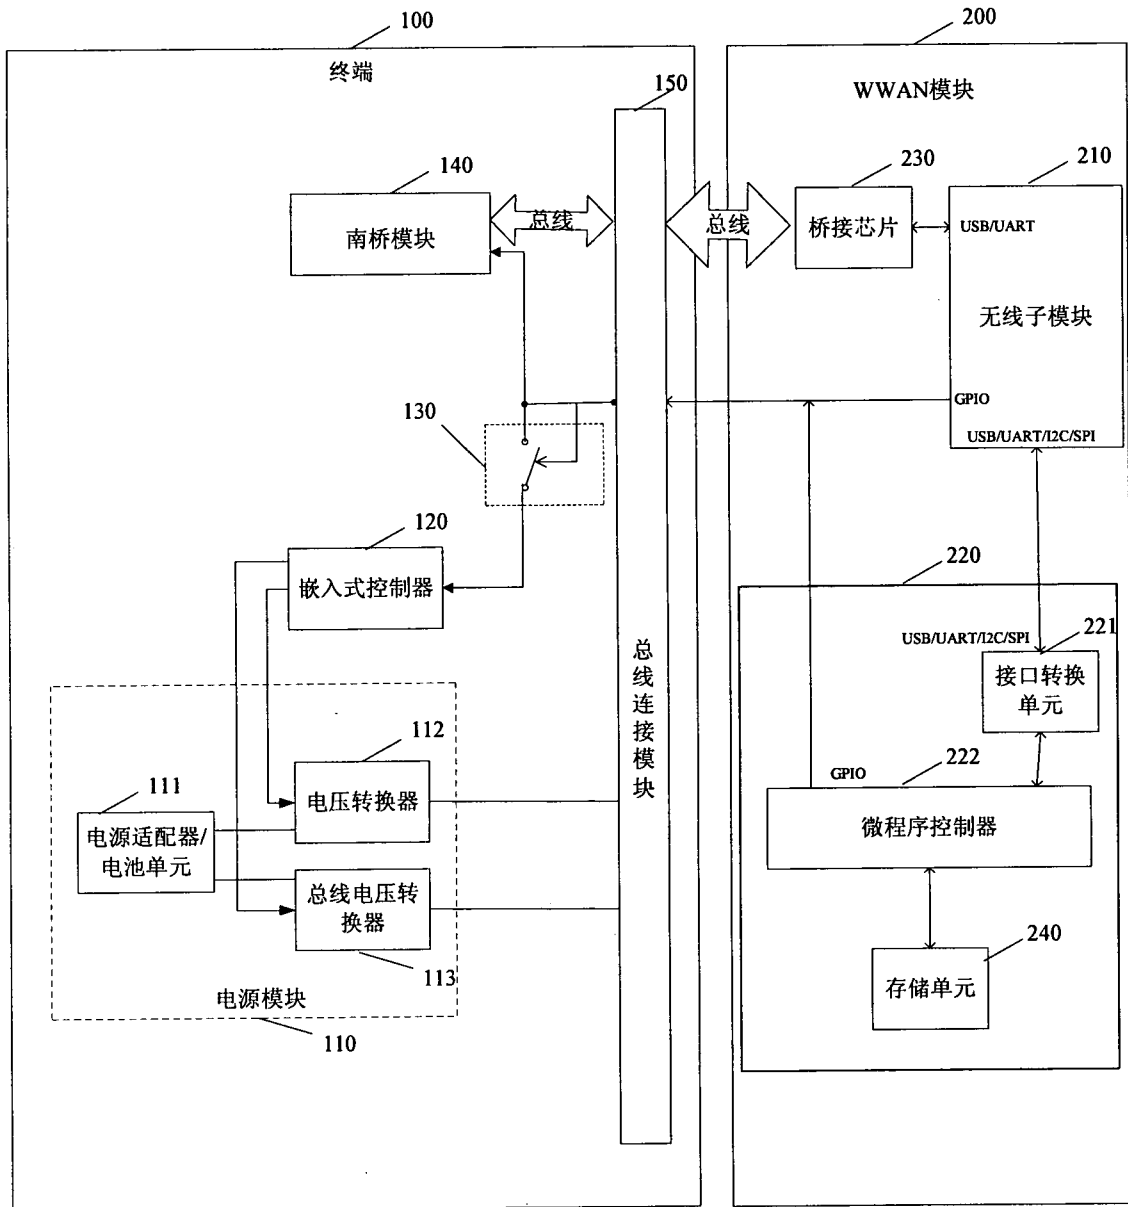 100
终端
150
140
南桥模块
总线
总线
130
120
嵌入式控制器
总线连接模块
112
111
电压转换器
电源适配器/
电池单元
总线电压转
换器
113
电源模块
110
200
WWAN模块
230
210
桥接芯片
USB/UART
无线子模块
GPIO
USB/UART/I2C/SPI
220
USB/UART/I2C/SPI
221
接口转换
单元
GPIO
222
微程序控制器
240
存储单元